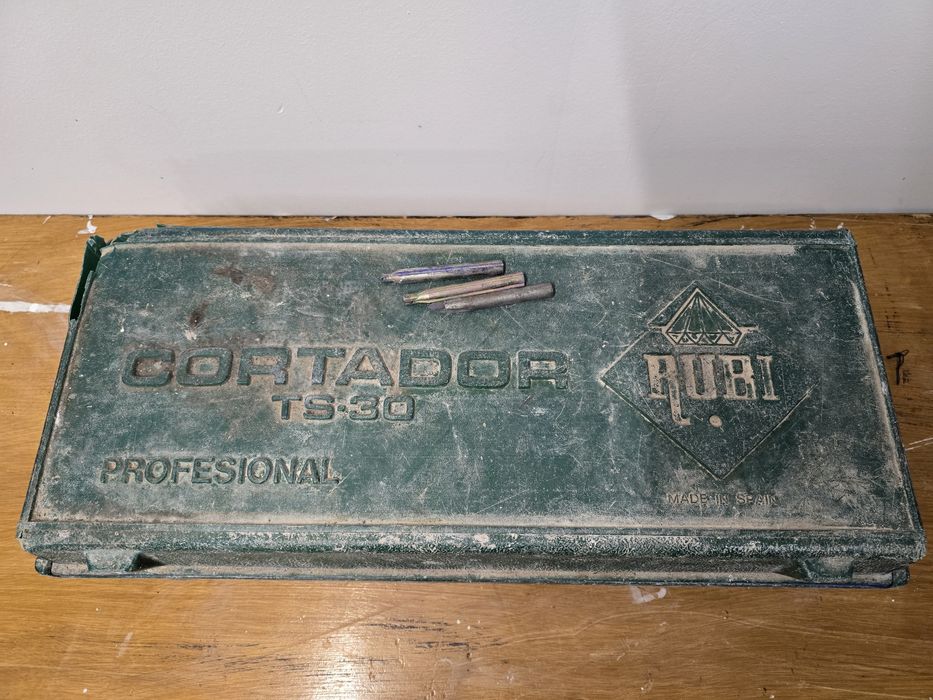 CORTADOR
TS·30
PROFESIONAL
RUBI
MADE IN SPAIN